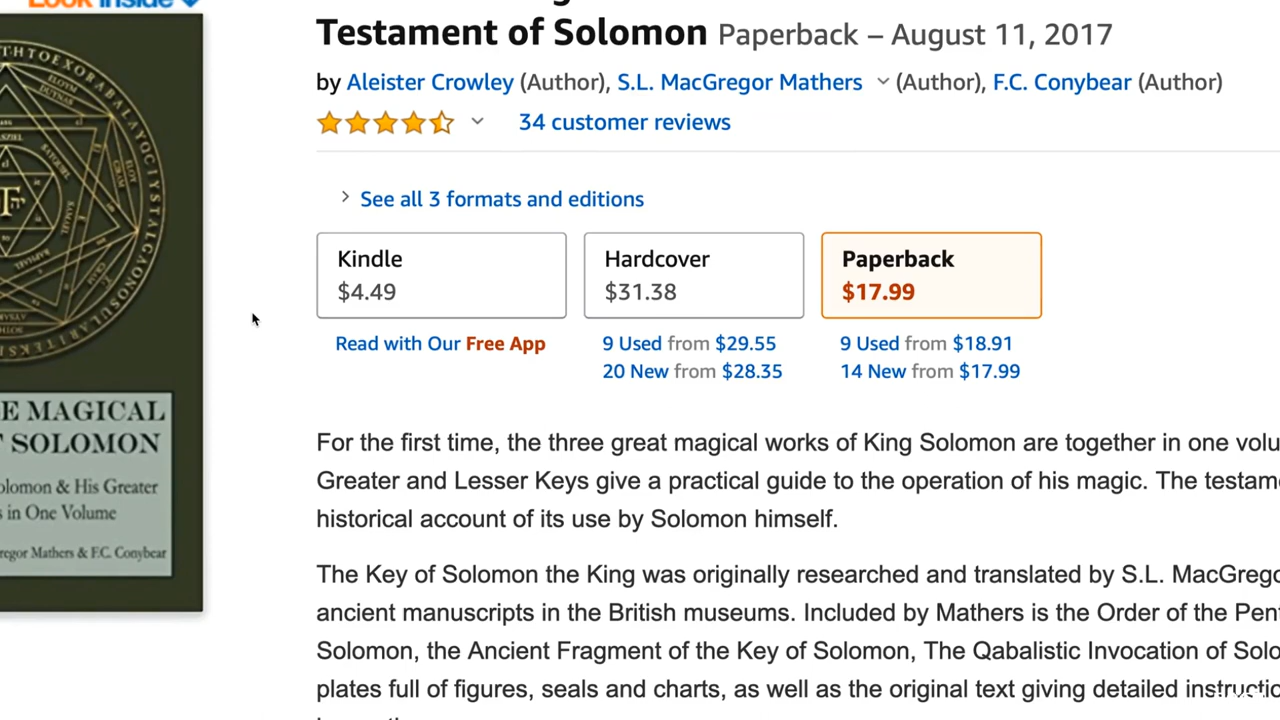 Look Inside
Testament of Solomon Paperback – August 11, 2017
by Aleister Crowley (Author), S.L. MacGregor Mathers (Author), F.C. Conybear (Author)
34 customer reviews
See all 3 formats and editions
Kindle
$4.49
Hardcover
$31.38
Paperback
$17.99
Read with Our Free App
9 Used from $29.55
20 New from $28.35
9 Used from $18.91
14 New from $17.99
E MAGICAL
SOLOMON
olomon & His Greater
s in One Volume
regor Mathers & F.C. Conybear
For the first time, the three great magical works of King Solomon are together in one volu
Greater and Lesser Keys give a practical guide to the operation of his magic. The testam
historical account of its use by Solomon himself.
The Key of Solomon the King was originally researched and translated by S.L. MacGreg
ancient manuscripts in the British museums. Included by Mathers is the Order of the Pen
Solomon, the Ancient Fragment of the Key of Solomon, The Qabalistic Invocation of Solo
plates full of figures, seals and charts, as well as the original text giving detailed instructio